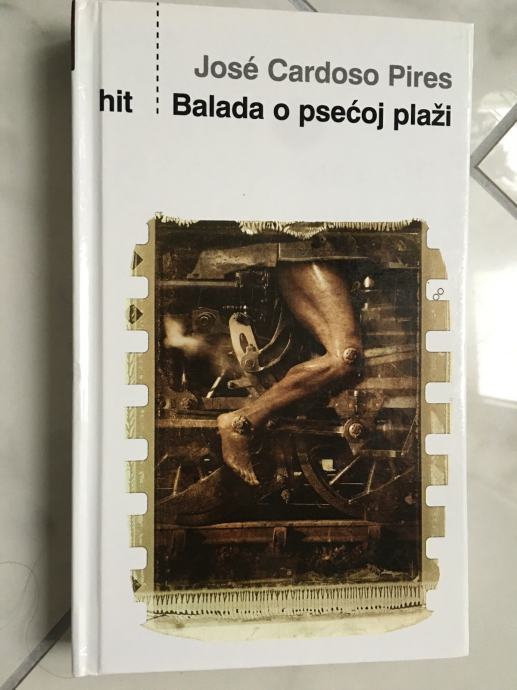 José Cardoso Pires
hit
Balada o psećoj plaži